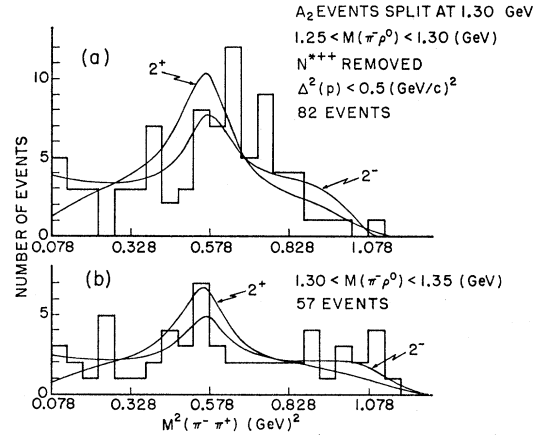 A₂ EVENTS SPLIT AT 1.30 GeV
1.25 < M(π⁻ρ⁰) < 1.30 (GeV)
N*⁺⁺ REMOVED
Δ²(p) < 0.5 (GeV/c)²
82 EVENTS
(a)
2⁺
2⁻
10
5
0
0.078 0.328 0.578 0.828 1.078
NUMBER OF EVENTS
(b)
1.30 < M(π⁻ρ⁰) < 1.35 (GeV)
57 EVENTS
2⁺
2⁻
5
0
0.078 0.328 0.578 0.828 1.078
M²(π⁻ π⁺) (GeV)²